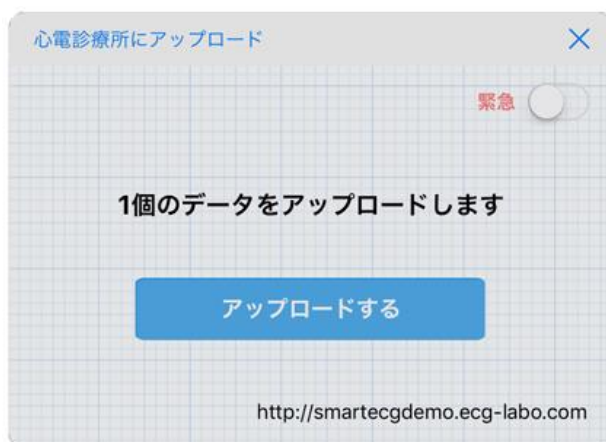 心電診療所にアップロード
緊急
1個のデータをアップロードします
アップロードする
http://smartecgdemo.ecg-labo.com